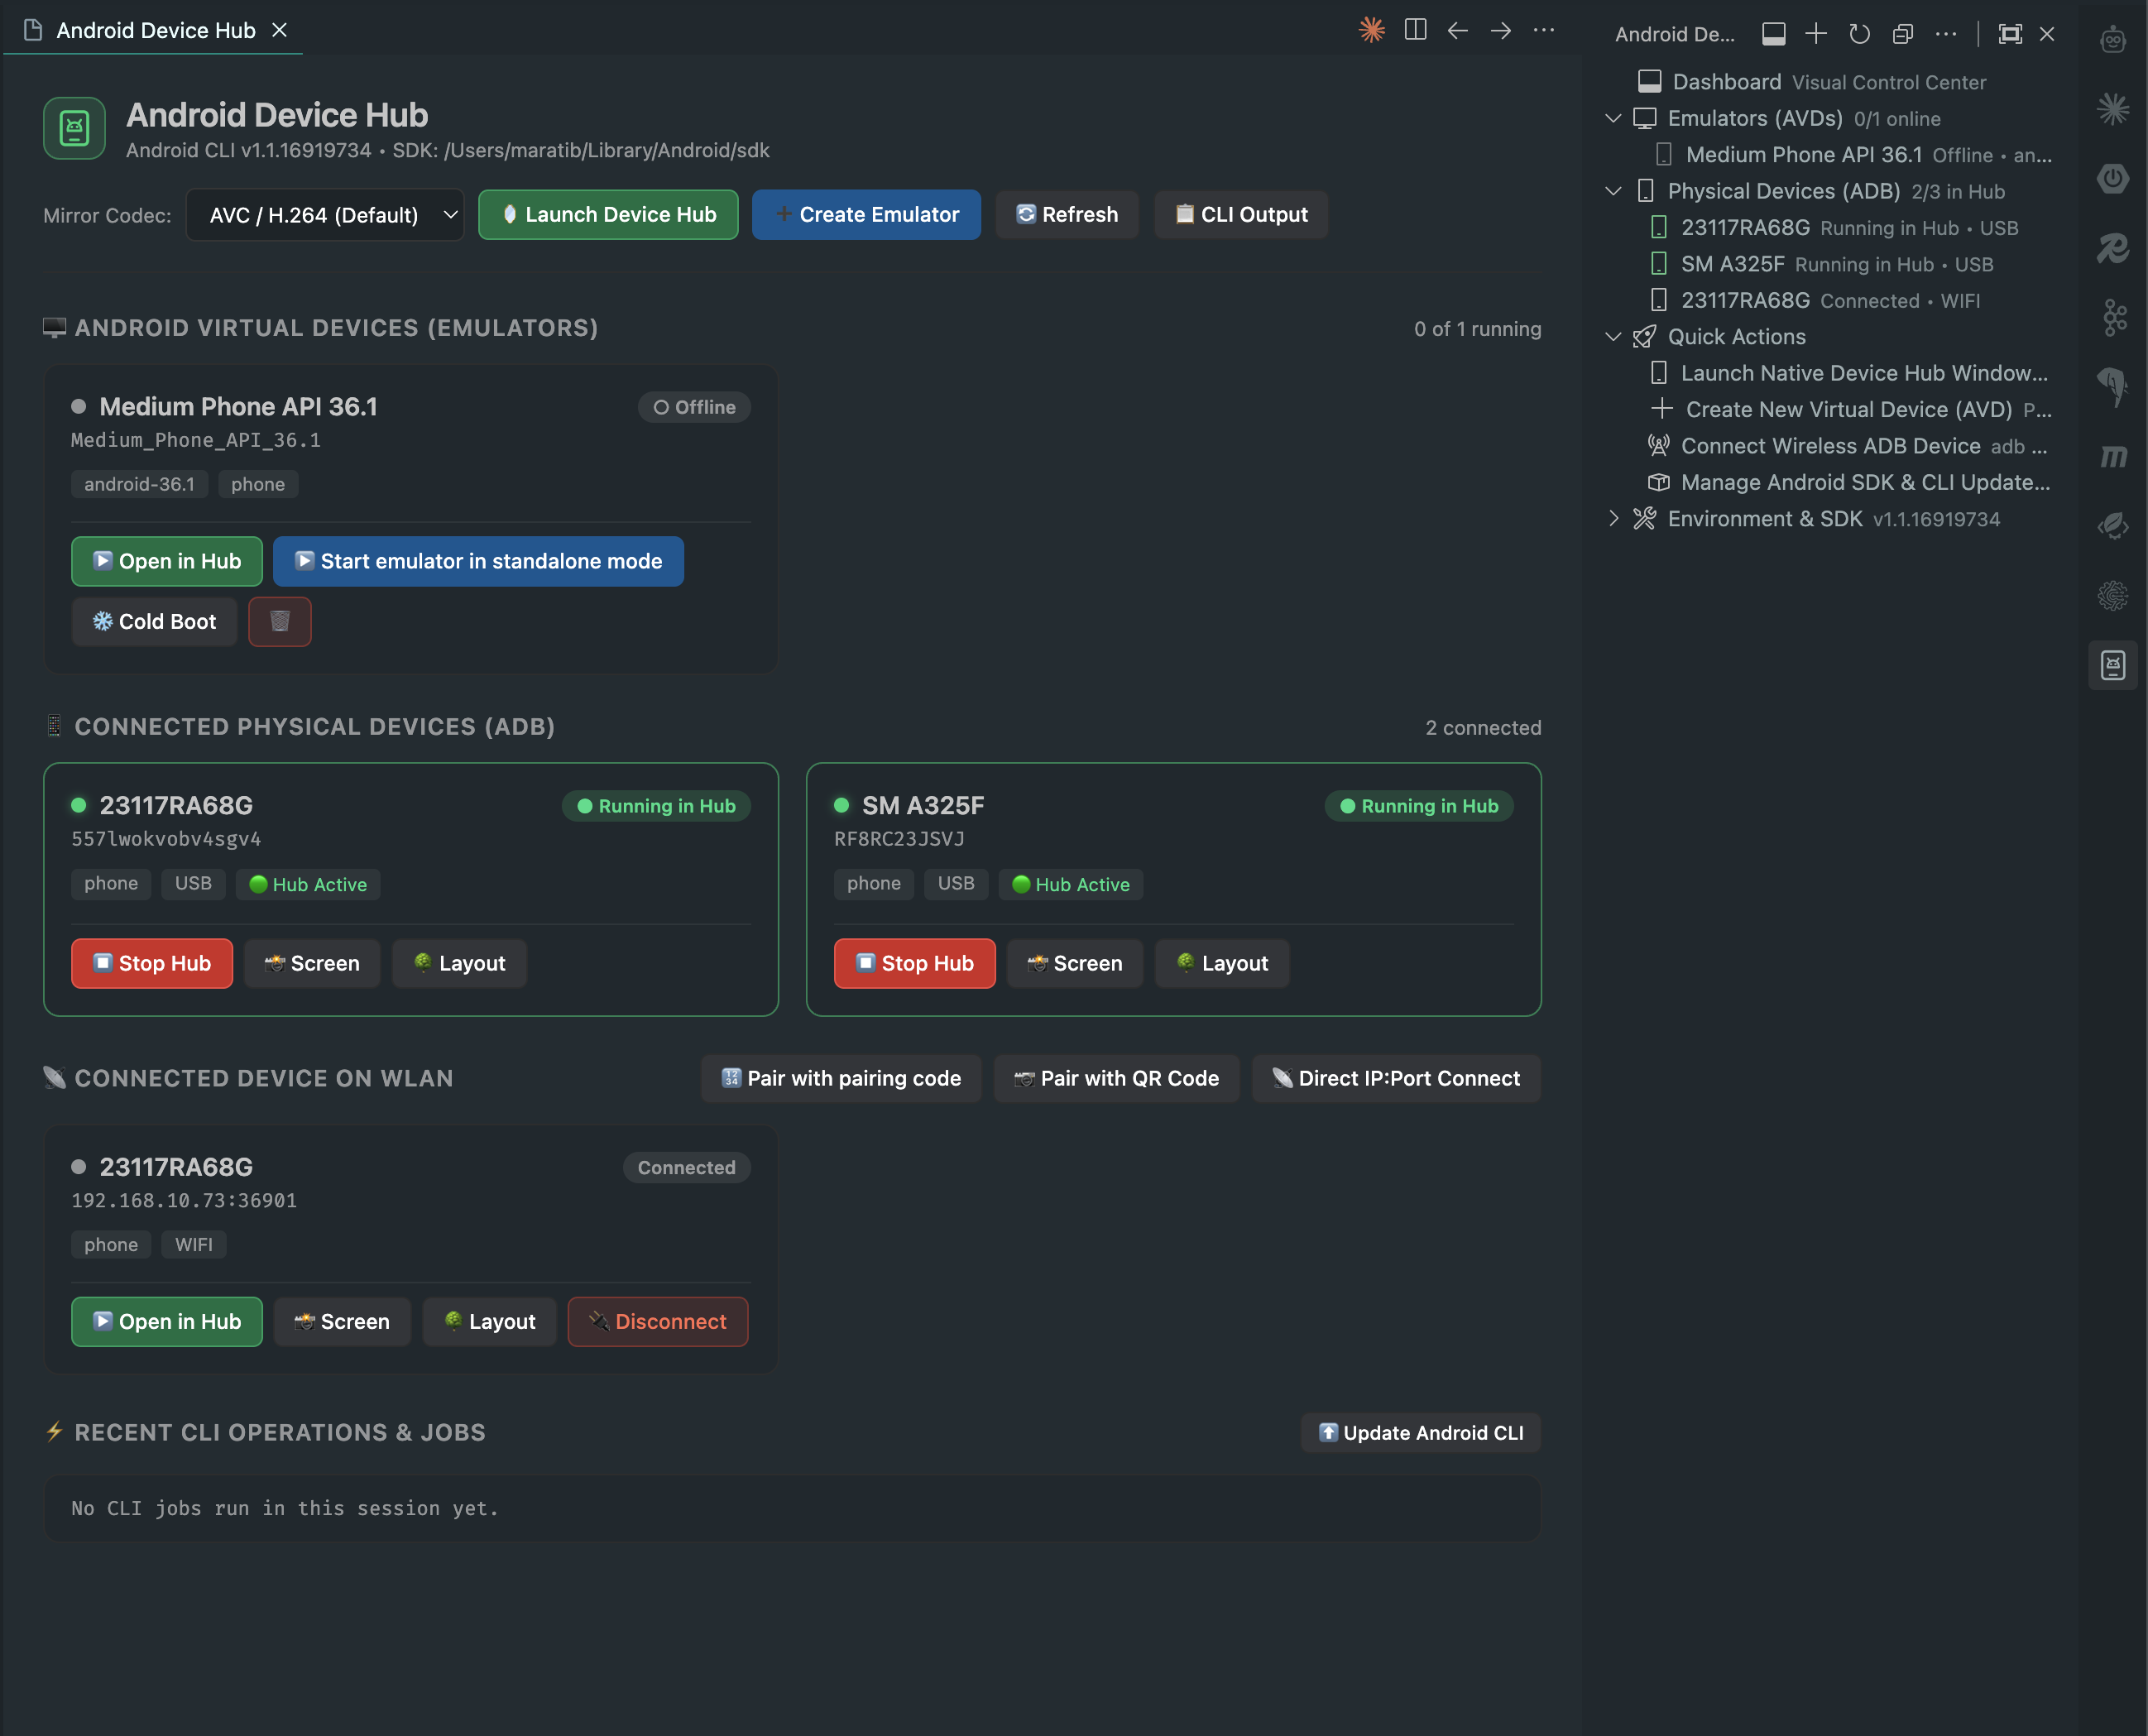 Android Device Hub
Android Device Hub
Android CLI v1.1.16919734 • SDK: /Users/maratib/Library/Android/sdk
Mirror Codec:
AVC / H.264 (Default)
Launch Device Hub
Create Emulator
Refresh
CLI Output
ANDROID VIRTUAL DEVICES (EMULATORS)
0 of 1 running
Medium Phone API 36.1
Offline
Medium_Phone_API_36.1
android-36.1
phone
Open in Hub
Start emulator in standalone mode
Cold Boot
CONNECTED PHYSICAL DEVICES (ADB)
2 connected
23117RA68G
Running in Hub
557lwokvobv4sgv4
phone
USB
Hub Active
Stop Hub
Screen
Layout
SM A325F
Running in Hub
RF8RC23JSVJ
phone
USB
Hub Active
Stop Hub
Screen
Layout
CONNECTED DEVICE ON WLAN
Pair with pairing code
Pair with QR Code
Direct IP:Port Connect
23117RA68G
Connected
192.168.10.73:36901
phone
WIFI
Open in Hub
Screen
Layout
Disconnect
RECENT CLI OPERATIONS & JOBS
Update Android CLI
No CLI jobs run in this session yet.
Android De...
Dashboard Visual Control Center
Emulators (AVDs) 0/1 online
Medium Phone API 36.1 Offline • an...
Physical Devices (ADB) 2/3 in Hub
23117RA68G Running in Hub • USB
SM A325F Running in Hub • USB
23117RA68G Connected • WIFI
Quick Actions
Launch Native Device Hub Window...
Create New Virtual Device (AVD) P...
Connect Wireless ADB Device adb ...
Manage Android SDK & CLI Update...
Environment & SDK v1.1.16919734